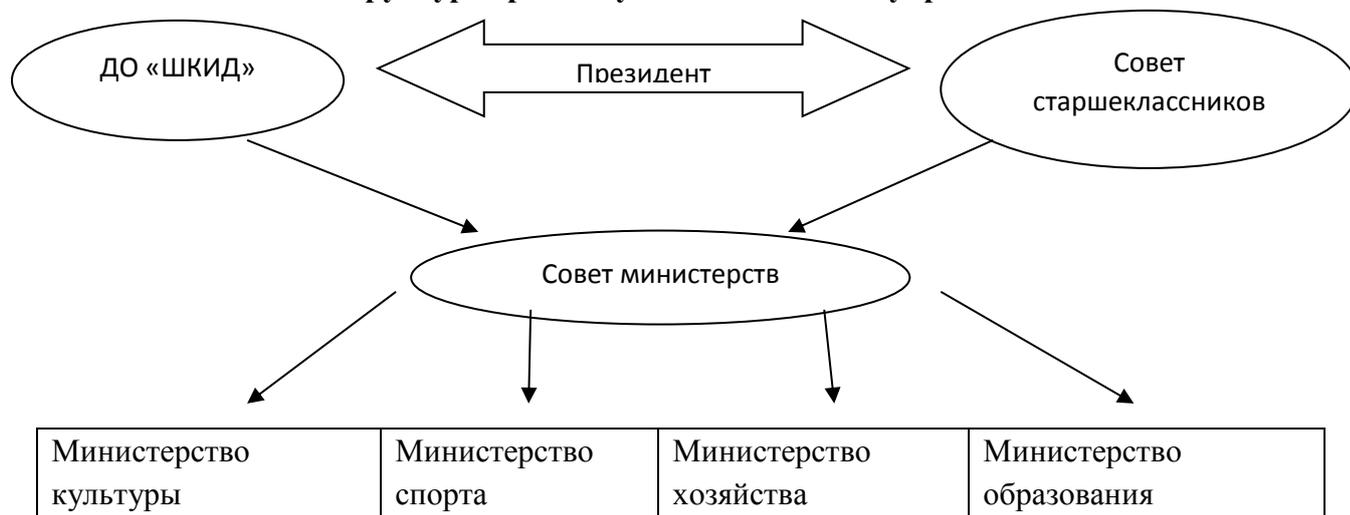 ДО «ШКИД»
Президент
Совет
старшеклассников
Совет министерств
Министерство
культуры
Министерство
спорта
Министерство
хозяйства
Министерство
образования